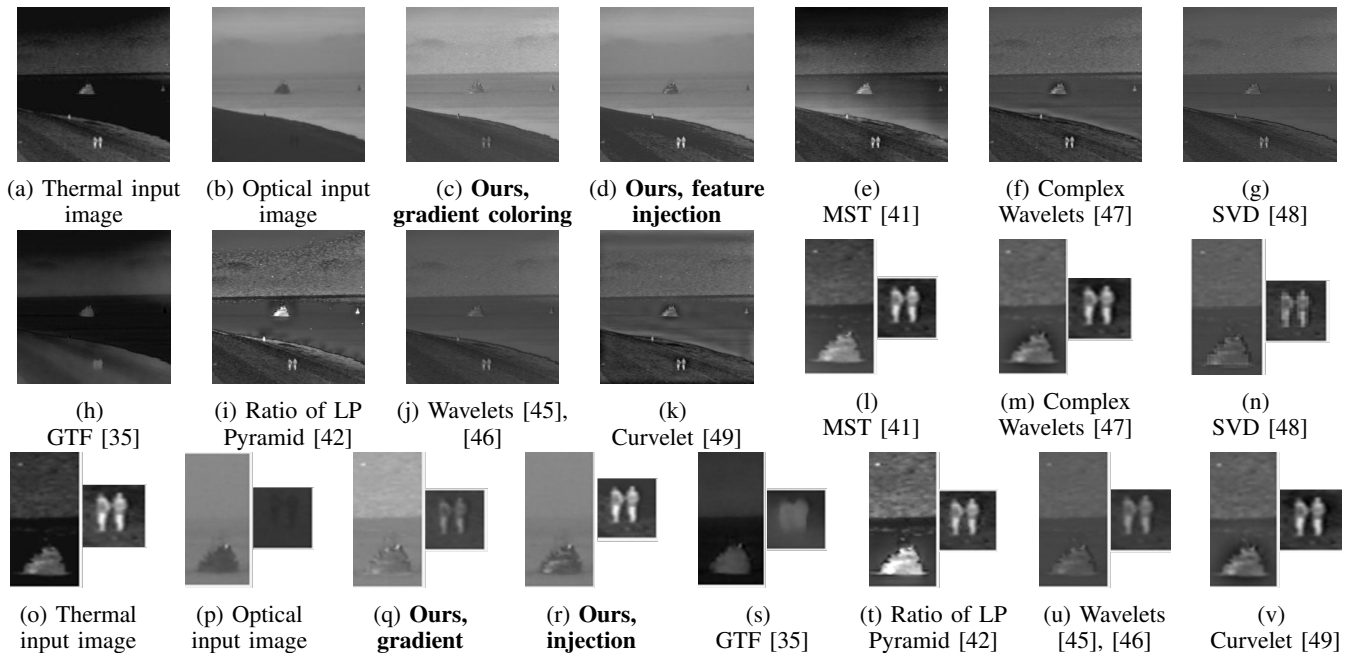 (a) Thermal input (b) Optical input (c) Ours, (d) Ours, feature (e) (f) Complex (g)
image image gradient coloring injection MST [41] Wavelets [47] SVD [48]
(h) (i) Ratio of LP (j) Wavelets [45], (k) (l) (m) Complex (n)
GTF [35] Pyramid [42] [46] Curvelet [49] MST [41] Wavelets [47] SVD [48]
(o) Thermal (p) Optical (q) Ours, (r) Ours, (s) (t) Ratio of LP (u) Wavelets (v)
input image input image gradient injection GTF [35] Pyramid [42] [45], [46] Curvelet [49]